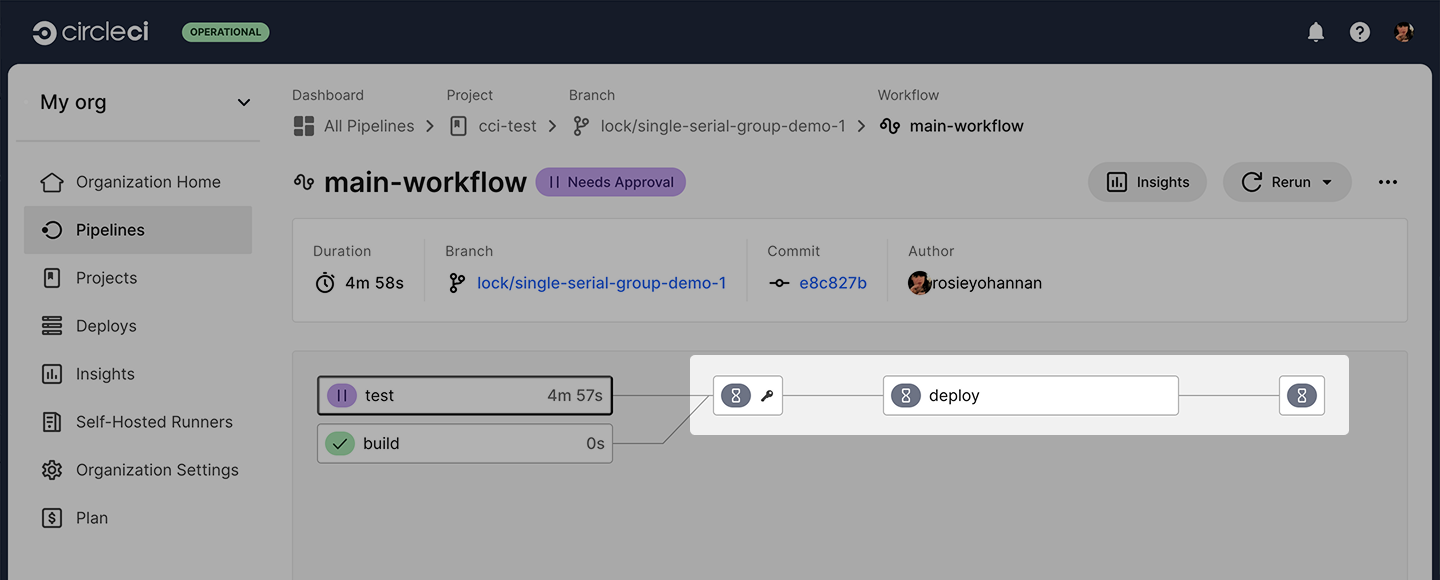 circleci OPERATIONAL
My org
Organization Home
Pipelines
Projects
Deploys
Insights
Self-Hosted Runners
Organization Settings
Plan
Dashboard Project Branch Workflow
All Pipelines cci-test lock/single-serial-group-demo-1 main-workflow
main-workflow Needs Approval Insights Rerun
Duration Branch Commit Author
4m 58s lock/single-serial-group-demo-1 e8c827b rosieyohannan
test 4m 57s deploy
build 0s